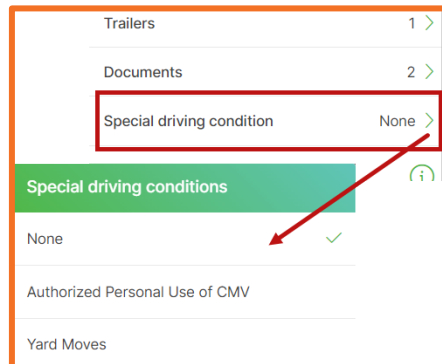 Trailers 1
Documents 2
Special driving condition None
Special driving conditions
None
Authorized Personal Use of CMV
Yard Moves